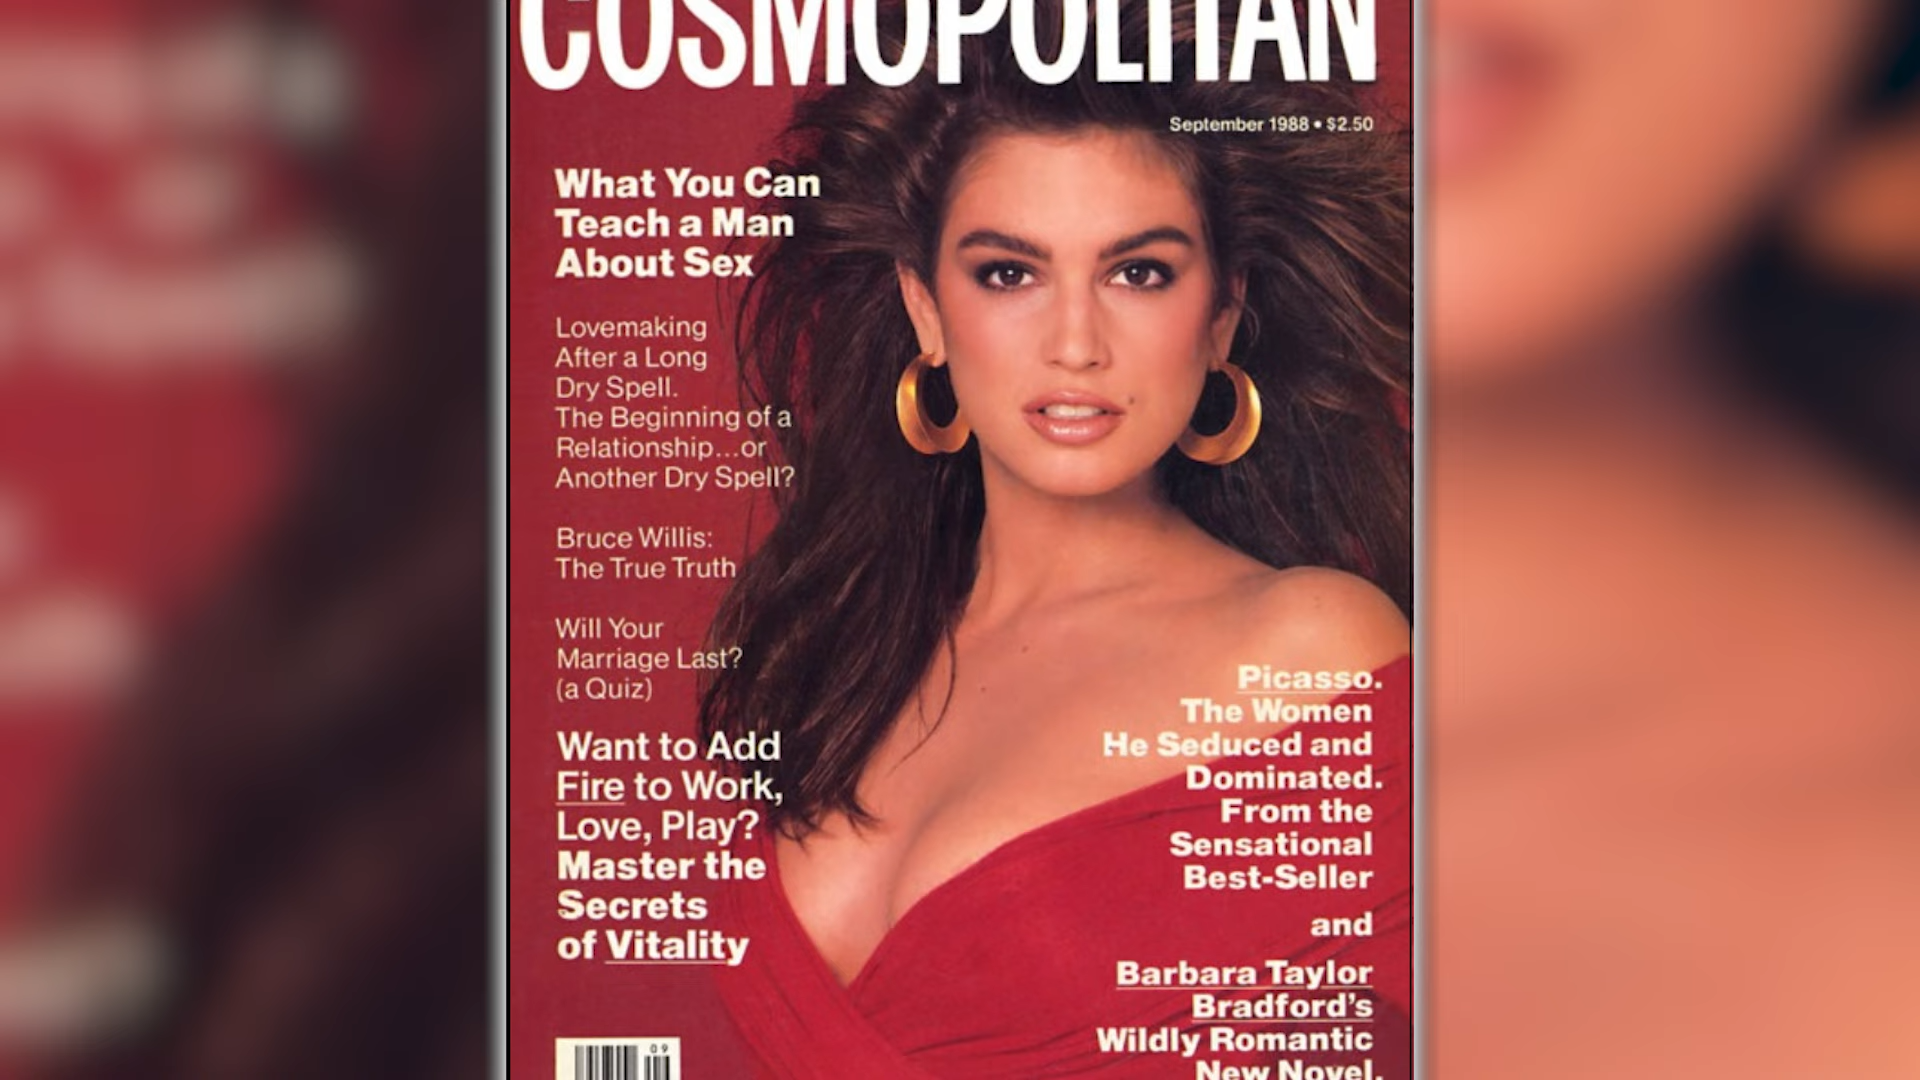 COSMOPOLITAN
September 1988 • $2.50
What You Can
Teach a Man
About Sex
Lovemaking
After a Long
Dry Spell.
The Beginning of a
Relationship...or
Another Dry Spell?
Bruce Willis:
The True Truth
Will Your
Marriage Last?
(a Quiz)
Want to Add
Fire to Work,
Love, Play?
Master the
Secrets
of Vitality
Picasso.
The Women
He Seduced and
Dominated.
From the
Sensational
Best-Seller
and
Barbara Taylor
Bradford's
Wildly Romantic
New Novel.
09